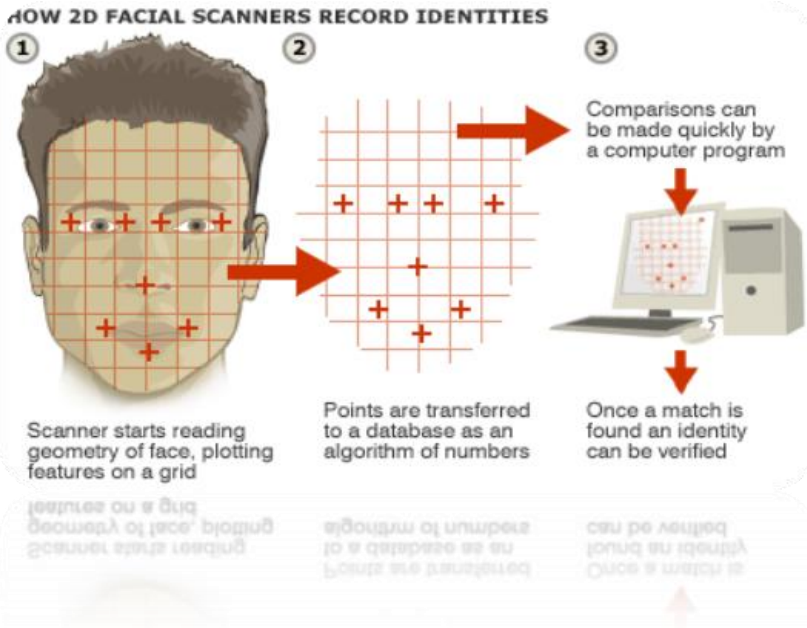 HOW 2D FACIAL SCANNERS RECORD IDENTITIES
1
2
3
Comparisons can
be made quickly by
a computer program
Scanner starts reading
geometry of face, plotting
features on a grid
Points are transferred
to a database as an
algorithm of numbers
Once a match is
found an identity
can be verified